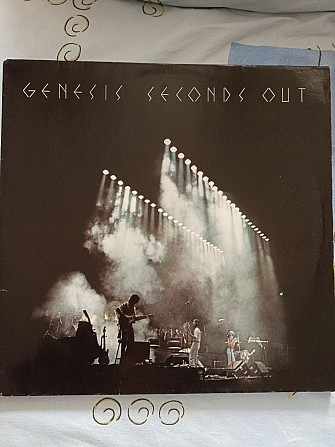 GENESIS SECONDS OUT